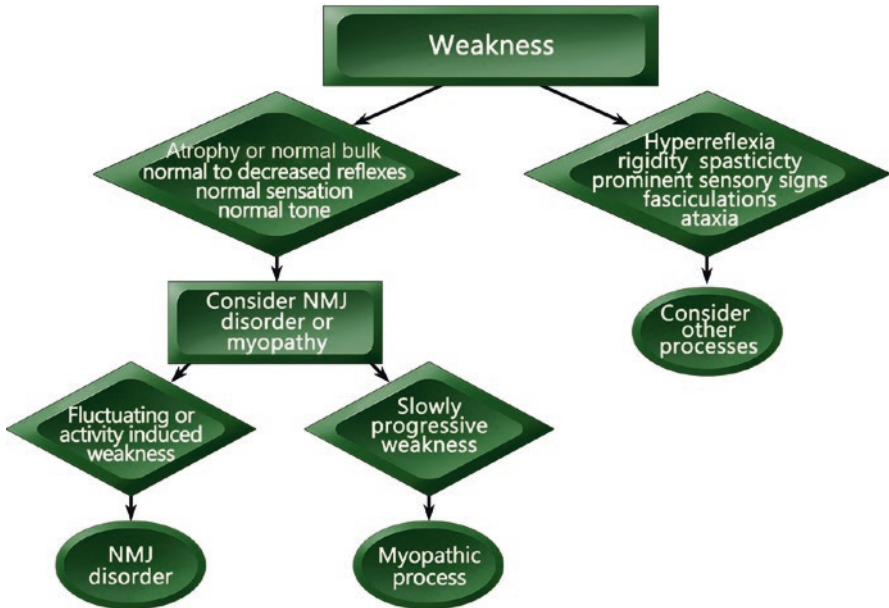 Weakness
Atrophy or normal bulk
normal to decreased reflexes
normal sensation
normal tone
Hyperreflexia
rigidity spasticicty
prominent sensory signs
fasciculations
ataxia
Consider NMJ
disorder or
myopathy
Consider
other
processes
Fluctuating or
activity induced
weakness
Slowly
progressive
weakness
NMJ
disorder
Myopathic
process